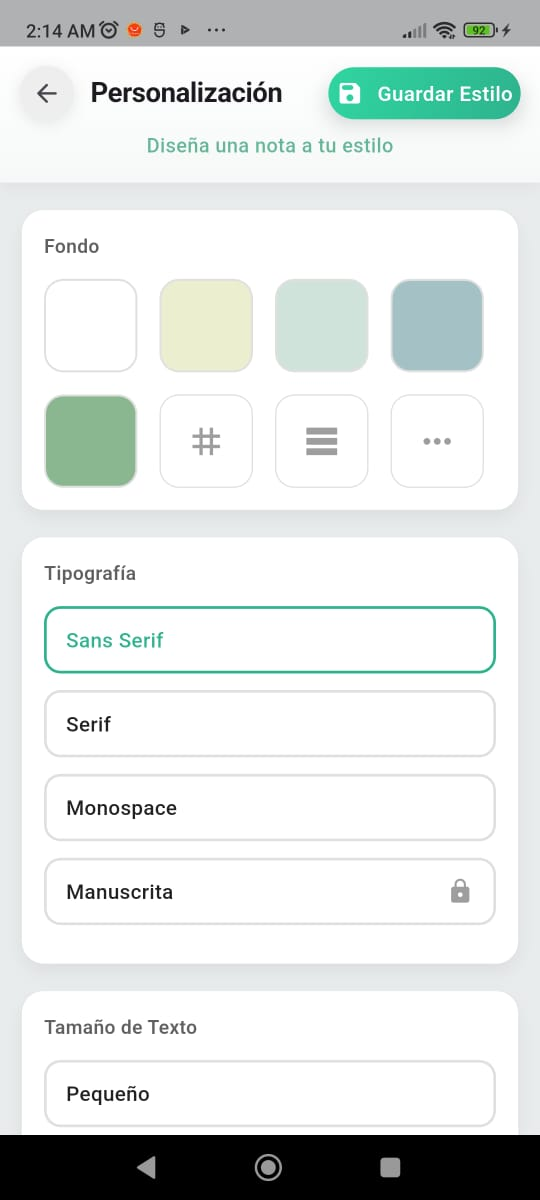 2:14 AM
92
Personalización
Guardar Estilo
Diseña una nota a tu estilo
Fondo
Tipografía
Sans Serif
Serif
Monospace
Manuscrita
Tamaño de Texto
Pequeño